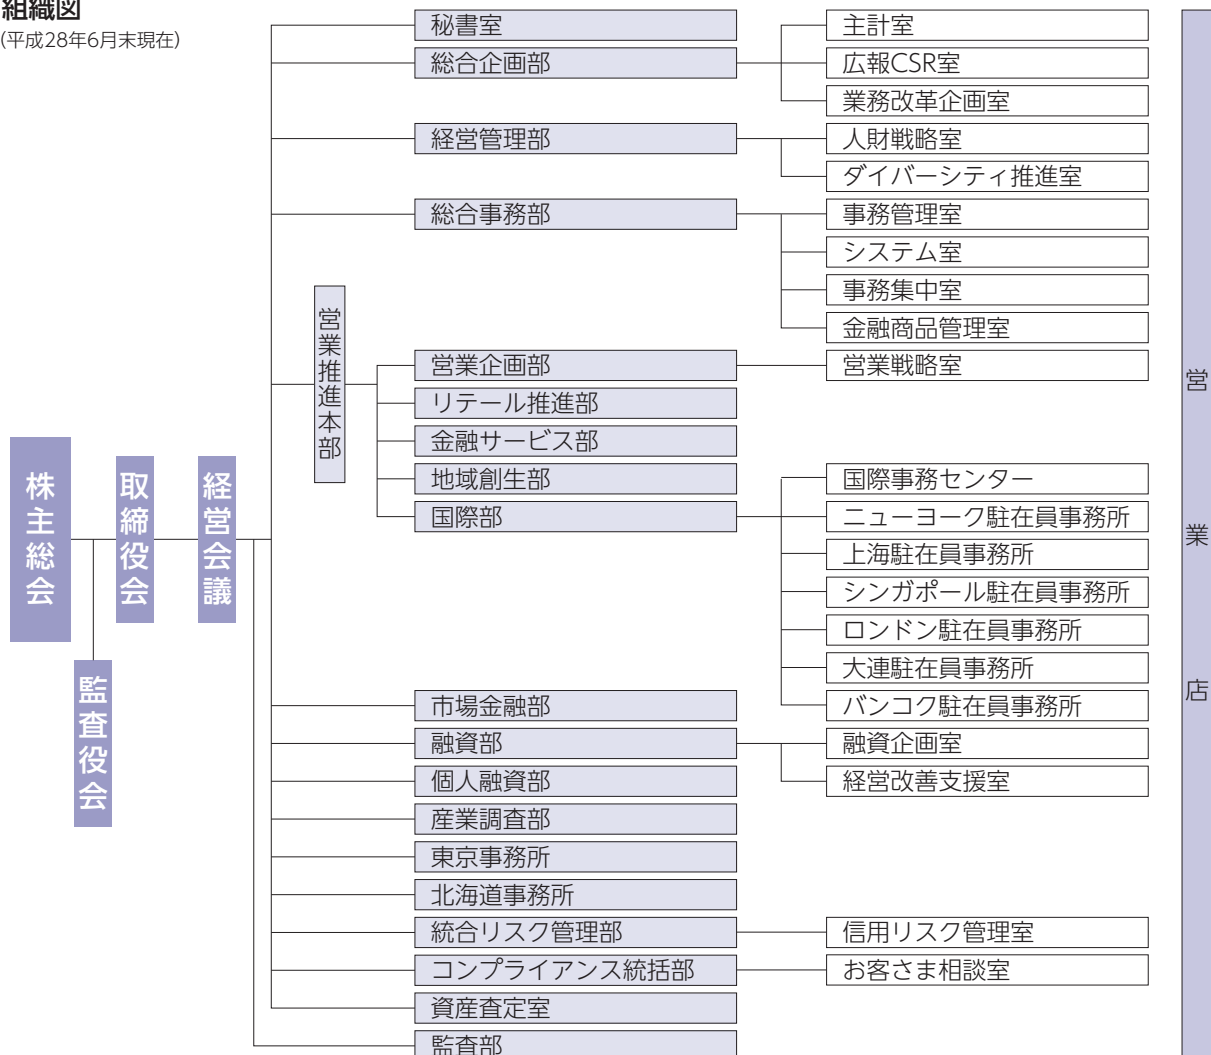 組織図
(平成28年6月末現在)
株主総会
監査役会
取締役会
経営会議
秘書室
総合企画部
主計室
広報CSR室
業務改革企画室
経営管理部
人財戦略室
ダイバーシティ推進室
総合事務部
事務管理室
システム室
事務集中室
金融商品管理室
営業推進本部
営業企画部
営業戦略室
リテール推進部
金融サービス部
地域創生部
国際部
国際事務センター
ニューヨーク駐在員事務所
上海駐在員事務所
シンガポール駐在員事務所
ロンドン駐在員事務所
大連駐在員事務所
バンコク駐在員事務所
市場金融部
融資部
融資企画室
経営改善支援室
個人融資部
産業調査部
東京事務所
北海道事務所
統合リスク管理部
信用リスク管理室
コンプライアンス統括部
お客さま相談室
資産査定室
監査部
営業店